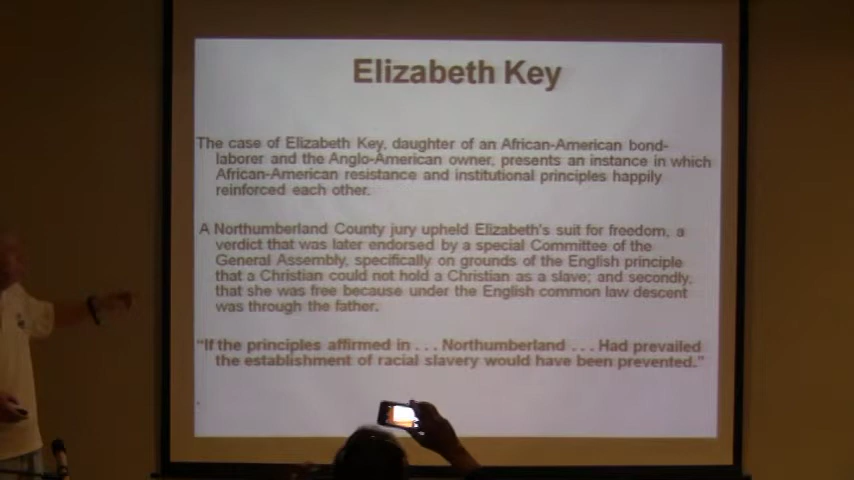 Elizabeth Key
The case of Elizabeth Key, daughter of an African-American bond-
laborer and the Anglo-American owner, presents an instance in which
African-American resistance and institutional principles happily
reinforced each other.
A Northumberland County jury upheld Elizabeth's suit for freedom, a
verdict that was later endorsed by a special Committee of the
General Assembly, specifically on grounds of the English principle
that a Christian could not hold a Christian as a slave; and secondly,
that she was free because under the English common law descent
was through the father.
"If the principles affirmed in . . . Northumberland . . . Had prevailed
the establishment of racial slavery would have been prevented."